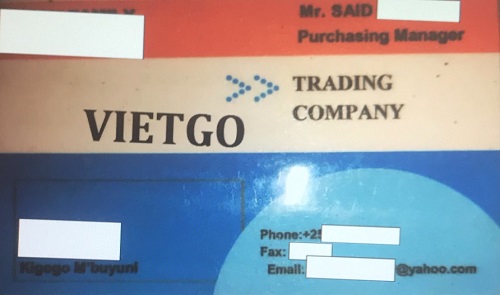 Mr. SAID
Purchasing Manager
TRADING
COMPANY
VIETGO
Phone:+25
Fax:
Email: @yahoo.com
Kigogo M'buyuni